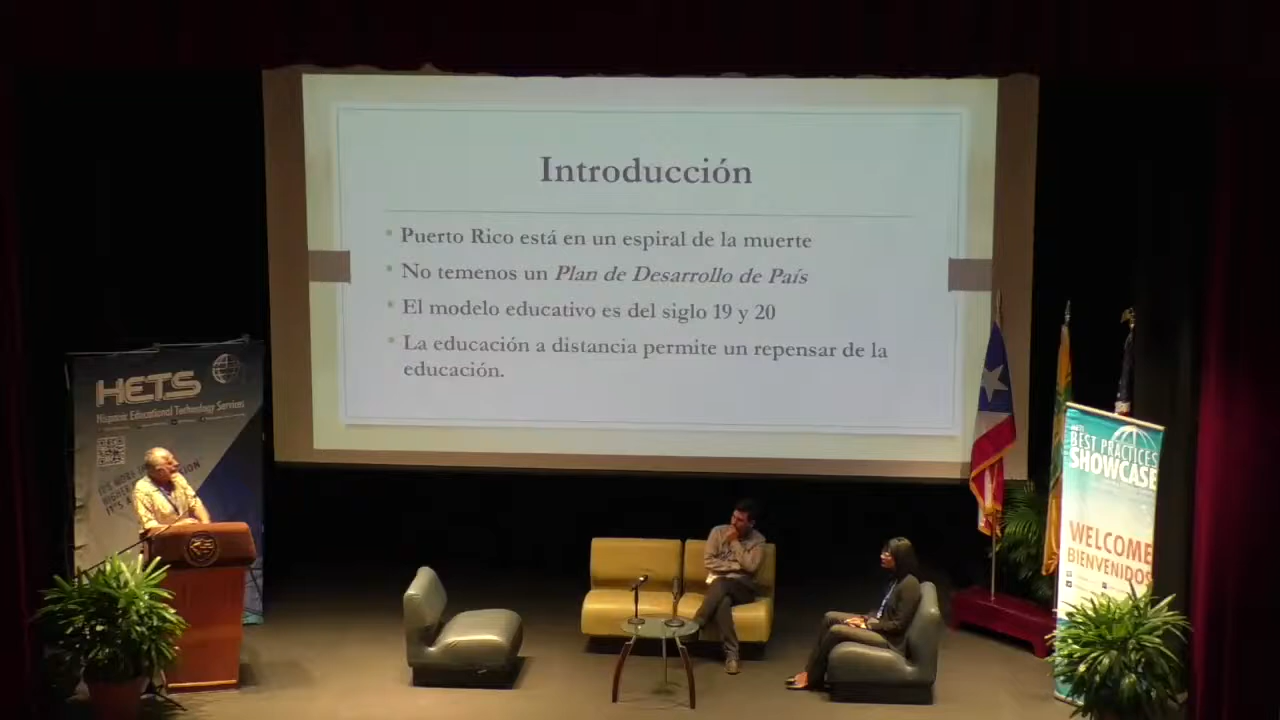 Introducción
Puerto Rico está en un espiral de la muerte
No temenos un Plan de Desarrollo de País
El modelo educativo es del siglo 19 y 20
La educación a distancia permite un repensar de la
educación.
HETS
Hispanic Educational Technology Services
BEST PRACTICES
SHOWCASE
WELCOME
BIENVENIDOS